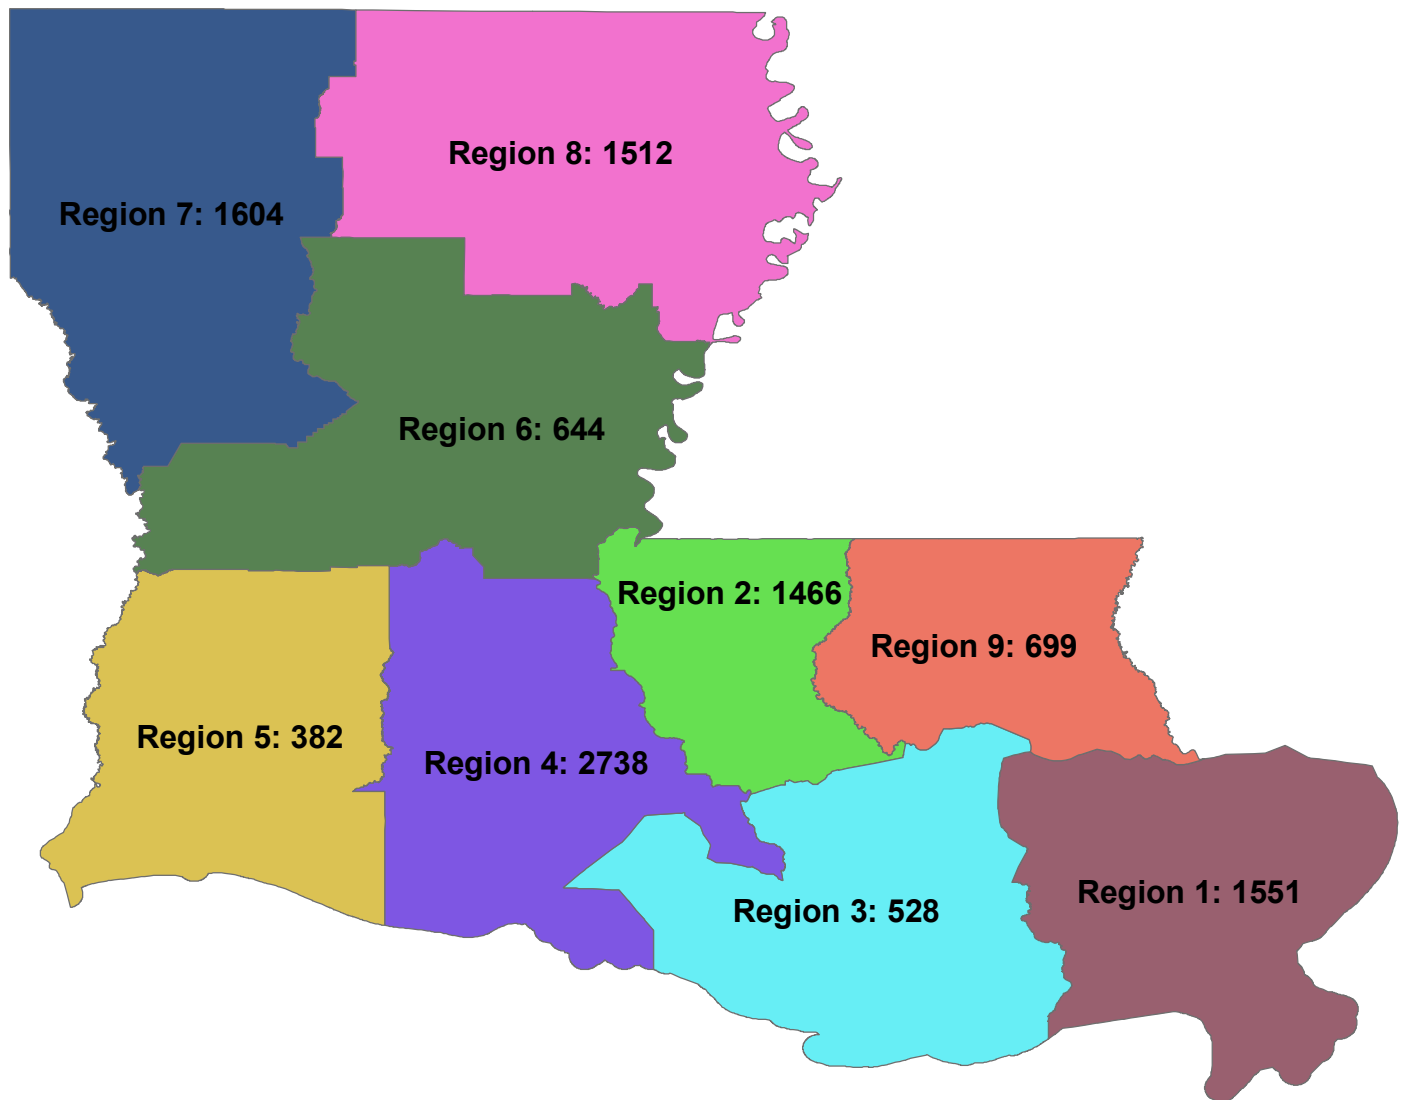 Region 8: 1512
Region 7: 1604
Region 6: 644
Region 2: 1466
Region 9: 699
Region 5: 382
Region 4: 2738
Region 1: 1551
Region 3: 528